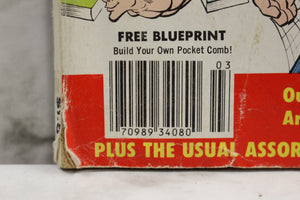 FREE BLUEPRINT
Build Your Own Pocket Comb!
03
70989 34080
Ou
Ar
PLUS THE USUAL ASSOR